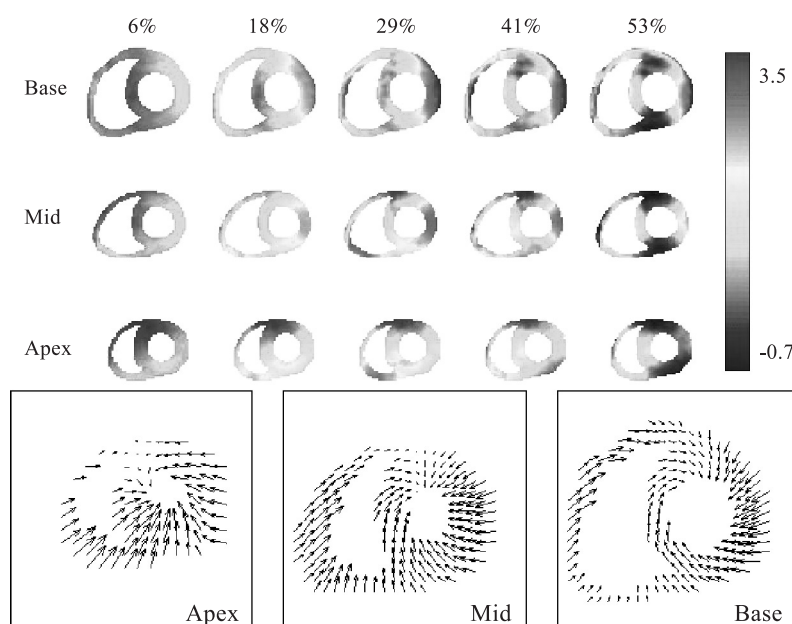 6% 18% 29% 41% 53%
Base
3.5
Mid
Apex
-0.7
Apex Mid Base